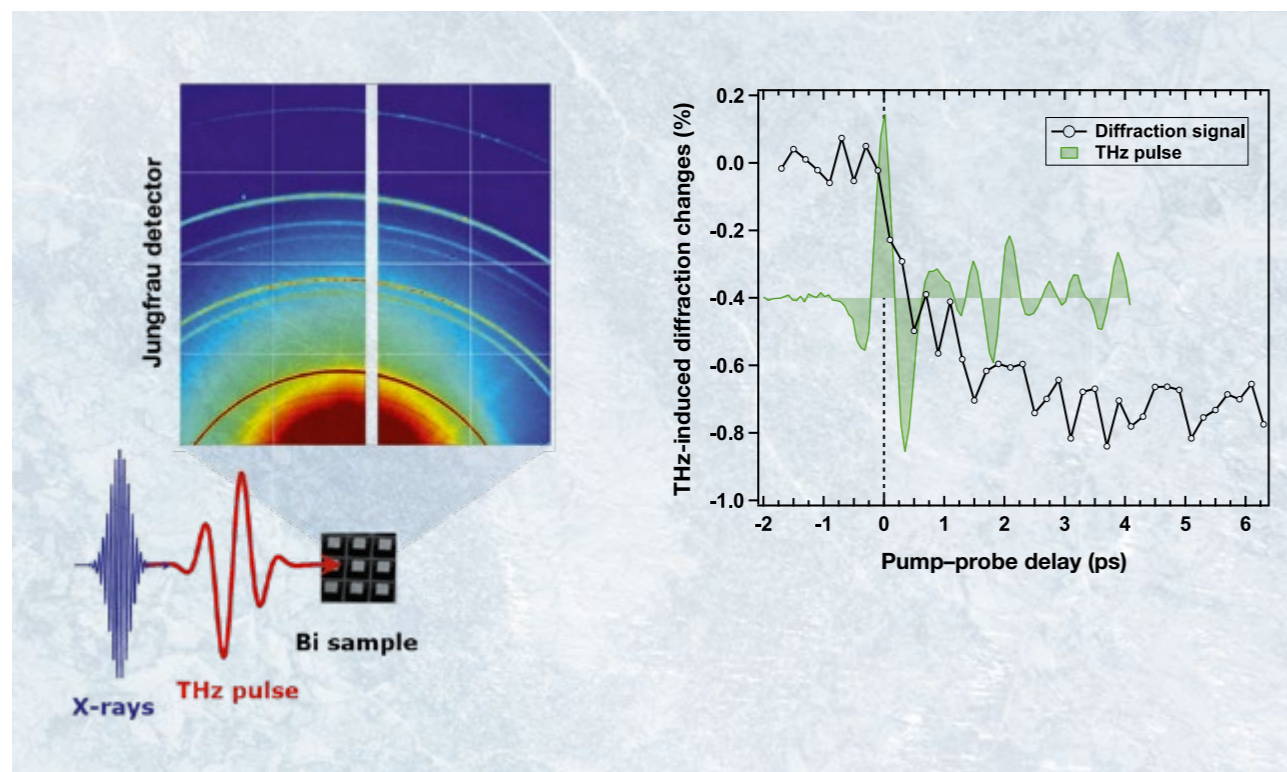 Jungfrau detector
X-rays
THz pulse
Bi sample
THz-induced diffraction changes (%)
0.2
0.0
-0.2
-0.4
-0.6
-0.8
-1.0
Diffraction signal
THz pulse
-2 -1 0 1 2 3 4 5 6
Pump–probe delay (ps)